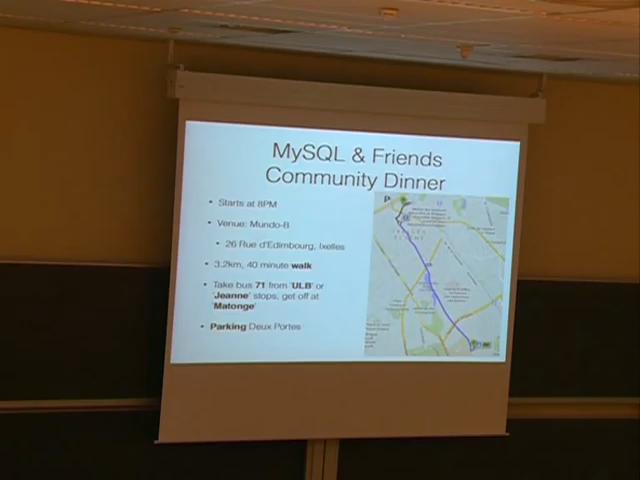 MySQL & Friends
Community Dinner
• Starts at 8PM
• Venue: Mundo-B
• 26 Rue d'Edimbourg, Ixelles
• 3.2km, 40 minute walk
• Take bus 71 from 'ULB' or
'Jeanne' stops, get off at
'Matonge'
• Parking Deux Portes
P